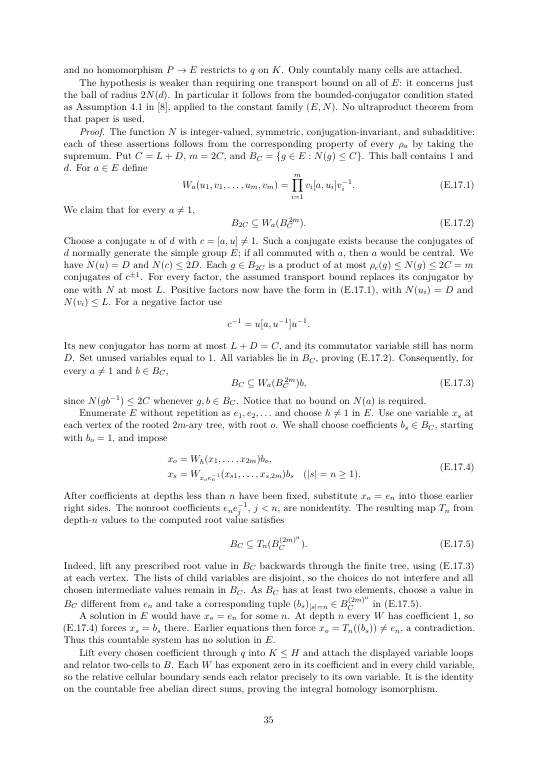 and no homomorphism P → E restricts to q on K. Only countably many cells are attached.
The hypothesis is weaker than requiring one transport bound on all of E: it concerns just
the ball of radius 2N(d). In particular it follows from the bounded-conjugator condition stated
as Assumption 4.1 in [8], applied to the constant family (E, N). No ultraproduct theorem from
that paper is used.
Proof. The function N is integer-valued, symmetric, conjugation-invariant, and subadditive:
each of these assertions follows from the corresponding property of every ρₐ by taking the
supremum. Put C = L + D, m = 2C, and B_C = {g ∈ E : N(g) ≤ C}. This ball contains 1 and
d. For a ∈ E define
Wₐ(u₁, v₁, . . . , uₘ, vₘ) = ∏_{i=1}^{m} vᵢ[a, uᵢ]vᵢ⁻¹. (E.17.1)
We claim that for every a ≠ 1,
B_{2C} ⊆ Wₐ(B_C^{2m}). (E.17.2)
Choose a conjugate u of d with c = [a, u] ≠ 1. Such a conjugate exists because the conjugates of
d normally generate the simple group E; if all commuted with a, then a would be central. We
have N(u) = D and N(c) ≤ 2D. Each g ∈ B_{2C} is a product of at most ρ_c(g) ≤ N(g) ≤ 2C = m
conjugates of c^{±1}. For every factor, the assumed transport bound replaces its conjugator by
one with N at most L. Positive factors now have the form in (E.17.1), with N(uᵢ) = D and
N(vᵢ) ≤ L. For a negative factor use
c⁻¹ = u[a, u⁻¹]u⁻¹.
Its new conjugator has norm at most L + D = C, and its commutator variable still has norm
D. Set unused variables equal to 1. All variables lie in B_C, proving (E.17.2). Consequently, for
every a ≠ 1 and b ∈ B_C,
B_C ⊆ Wₐ(B_C^{2m})b, (E.17.3)
since N(gb⁻¹) ≤ 2C whenever g, b ∈ B_C. Notice that no bound on N(a) is required.
Enumerate E without repetition as e₁, e₂, . . . and choose h ≠ 1 in E. Use one variable x_s at
each vertex of the rooted 2m-ary tree, with root o. We shall choose coefficients b_s ∈ B_C, starting
with b_o = 1, and impose
x_o = W_h(x₁, . . . , x_{2m})b_o,
x_s = W_{x_o e_n⁻¹}(x_{s1}, . . . , x_{s,2m})b_s (|s| = n ≥ 1). (E.17.4)
After coefficients at depths less than n have been fixed, substitute x_o = e_n into those earlier
right sides. The nonroot coefficients e_n e_j⁻¹, j < n, are nonidentity. The resulting map T_n from
depth-n values to the computed root value satisfies
B_C ⊆ T_n(B_C^{(2m)^n}). (E.17.5)
Indeed, lift any prescribed root value in B_C backwards through the finite tree, using (E.17.3)
at each vertex. The lists of child variables are disjoint, so the choices do not interfere and all
chosen intermediate values remain in B_C. As B_C has at least two elements, choose a value in
B_C different from e_n and take a corresponding tuple (b_s)_{|s|=n} ∈ B_C^{(2m)^n} in (E.17.5).
A solution in E would have x_o = e_n for some n. At depth n every W has coefficient 1, so
(E.17.4) forces x_s = b_s there. Earlier equations then force x_o = T_n((b_s)) ≠ e_n, a contradiction.
Thus this countable system has no solution in E.
Lift every chosen coefficient through q into K ≤ H and attach the displayed variable loops
and relator two-cells to B. Each W has exponent zero in its coefficient and in every child variable,
so the relative cellular boundary sends each relator precisely to its own variable. It is the identity
on the countable free abelian direct sums, proving the integral homology isomorphism.
35